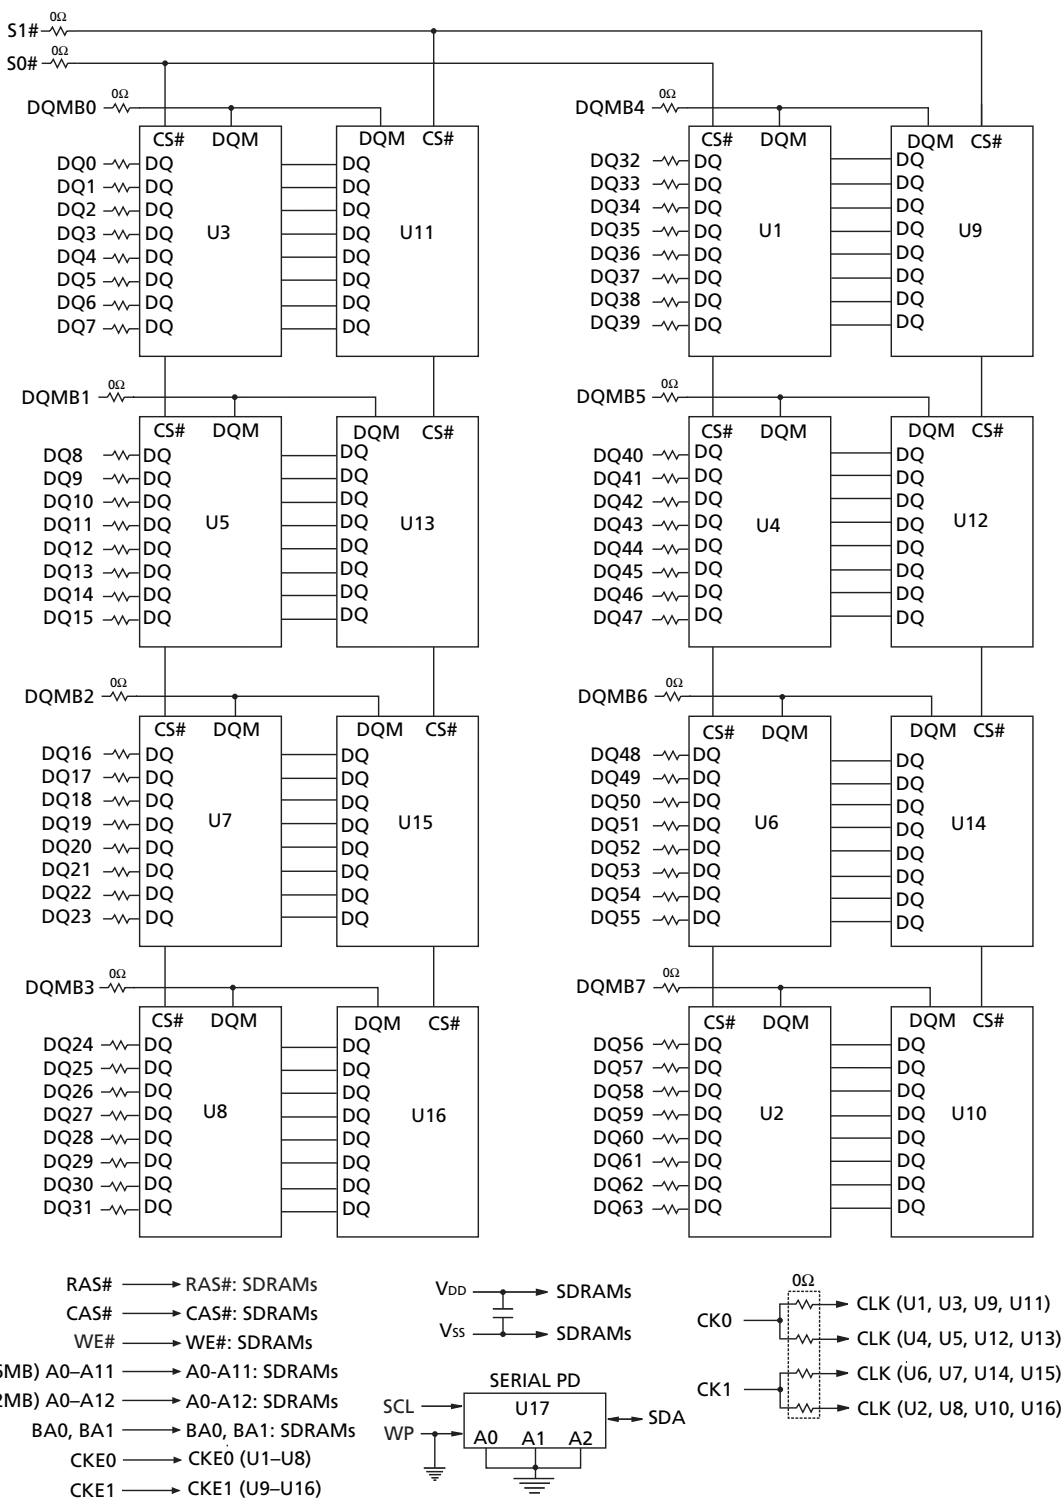 0Ω
S1#
0Ω
S0#
0Ω
DQMB0
CS# DQM
DQM CS#
DQ0 DQ DQ
DQ1 DQ DQ
DQ2 DQ DQ
DQ3 DQ DQ
U3 U11
DQ4 DQ DQ
DQ5 DQ DQ
DQ6 DQ DQ
DQ7 DQ DQ
0Ω
DQMB4
CS# DQM
DQM CS#
DQ32 DQ DQ
DQ33 DQ DQ
DQ34 DQ DQ
DQ35 DQ DQ
U1 U9
DQ36 DQ DQ
DQ37 DQ DQ
DQ38 DQ DQ
DQ39 DQ DQ
0Ω
DQMB1
CS# DQM
DQM CS#
DQ8 DQ DQ
DQ9 DQ DQ
DQ10 DQ DQ
DQ11 DQ DQ
U5 U13
DQ12 DQ DQ
DQ13 DQ DQ
DQ14 DQ DQ
DQ15 DQ DQ
0Ω
DQMB5
CS# DQM
DQM CS#
DQ40 DQ DQ
DQ41 DQ DQ
DQ42 DQ DQ
DQ43 DQ DQ
U4 U12
DQ44 DQ DQ
DQ45 DQ DQ
DQ46 DQ DQ
DQ47 DQ DQ
0Ω
DQMB2
CS# DQM
DQM CS#
DQ16 DQ DQ
DQ17 DQ DQ
DQ18 DQ DQ
DQ19 DQ DQ
U7 U15
DQ20 DQ DQ
DQ21 DQ DQ
DQ22 DQ DQ
DQ23 DQ DQ
0Ω
DQMB6
CS# DQM
DQM CS#
DQ48 DQ DQ
DQ49 DQ DQ
DQ50 DQ DQ
DQ51 DQ DQ
U6 U14
DQ52 DQ DQ
DQ53 DQ DQ
DQ54 DQ DQ
DQ55 DQ DQ
0Ω
DQMB3
CS# DQM
DQM CS#
DQ24 DQ DQ
DQ25 DQ DQ
DQ26 DQ DQ
DQ27 DQ DQ
U8 U16
DQ28 DQ DQ
DQ29 DQ DQ
DQ30 DQ DQ
DQ31 DQ DQ
0Ω
DQMB7
CS# DQM
DQM CS#
DQ56 DQ DQ
DQ57 DQ DQ
DQ58 DQ DQ
DQ59 DQ DQ
U2 U10
DQ60 DQ DQ
DQ61 DQ DQ
DQ62 DQ DQ
DQ63 DQ DQ
RAS# RAS#: SDRAMs
CAS# CAS#: SDRAMs
WE# WE#: SDRAMs
A0–A11 A0-A11: SDRAMs
A0–A12 A0-A12: SDRAMs
BA0, BA1 BA0, BA1: SDRAMs
CKE0 CKE0 (U1–U8)
CKE1 CKE1 (U9–U16)
VDD SDRAMs
Vss SDRAMs
SERIAL PD
SCL U17 SDA
WP
A0 A1 A2
0Ω
CK0 CLK (U1, U3, U9, U11)
CLK (U4, U5, U12, U13)
CK1 CLK (U6, U7, U14, U15)
CLK (U2, U8, U10, U16)